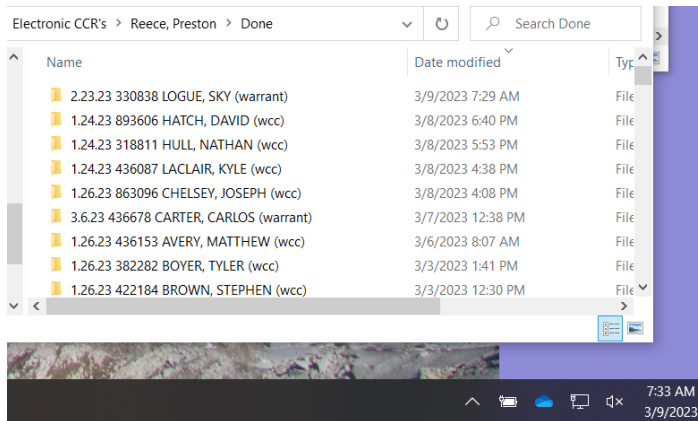 Electronic CCR's > Reece, Preston > Done Search Done
Name Date modified
2.23.23 330838 LOGUE, SKY (warrant) 3/9/2023 7:29 AM File
1.24.23 893606 HATCH, DAVID (wcc) 3/8/2023 6:40 PM File
1.24.23 318811 HULL, NATHAN (wcc) 3/8/2023 5:53 PM File
1.24.23 436087 LACLAIR, KYLE (wcc) 3/8/2023 4:38 PM File
1.26.23 863096 CHELSEY, JOSEPH (wcc) 3/8/2023 4:08 PM File
3.6.23 436678 CARTER, CARLOS (warrant) 3/7/2023 12:38 PM File
1.26.23 436153 AVERY, MATTHEW (wcc) 3/6/2023 8:07 AM File
1.26.23 382282 BOYER, TYLER (wcc) 3/3/2023 1:41 PM File
1.26.23 422184 BROWN, STEPHEN (wcc) 3/3/2023 12:30 PM File
7:33 AM
3/9/2023